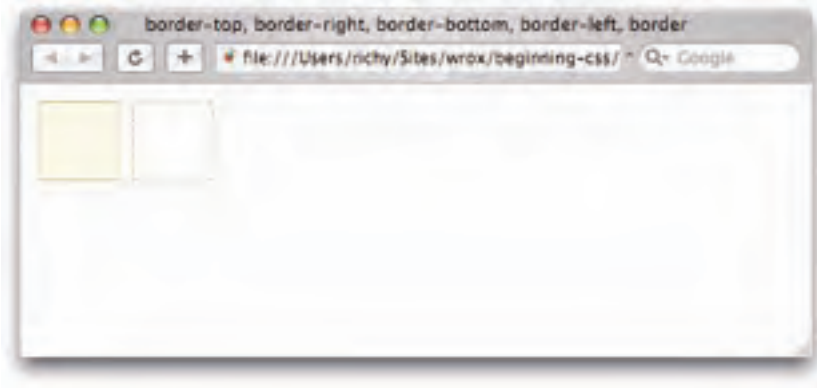 border-top, border-right, border-bottom, border-left, border
file:///Users/richy/Sites/wrox/beginning-css/ Google